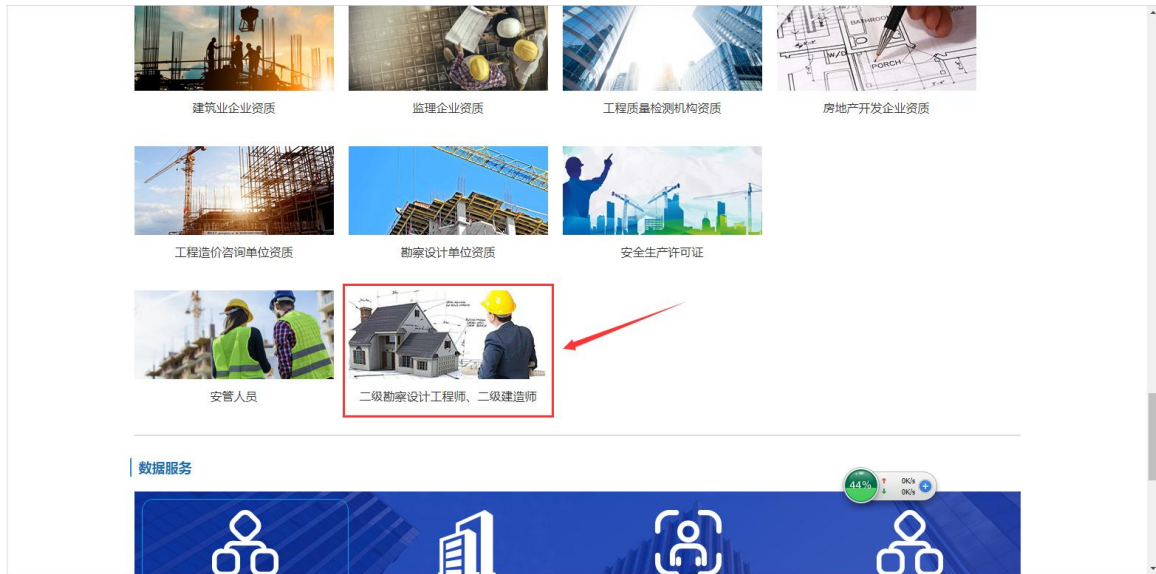 BATHROOM
W/D
PORCH
建筑业企业资质
监理企业资质
工程质量检测机构资质
房地产开发企业资质
工程造价咨询单位资质
勘察设计单位资质
安全生产许可证
安管人员
二级勘察设计工程师、二级建造师
数据服务
44%
↑ 0K/s
↓ 0K/s
+